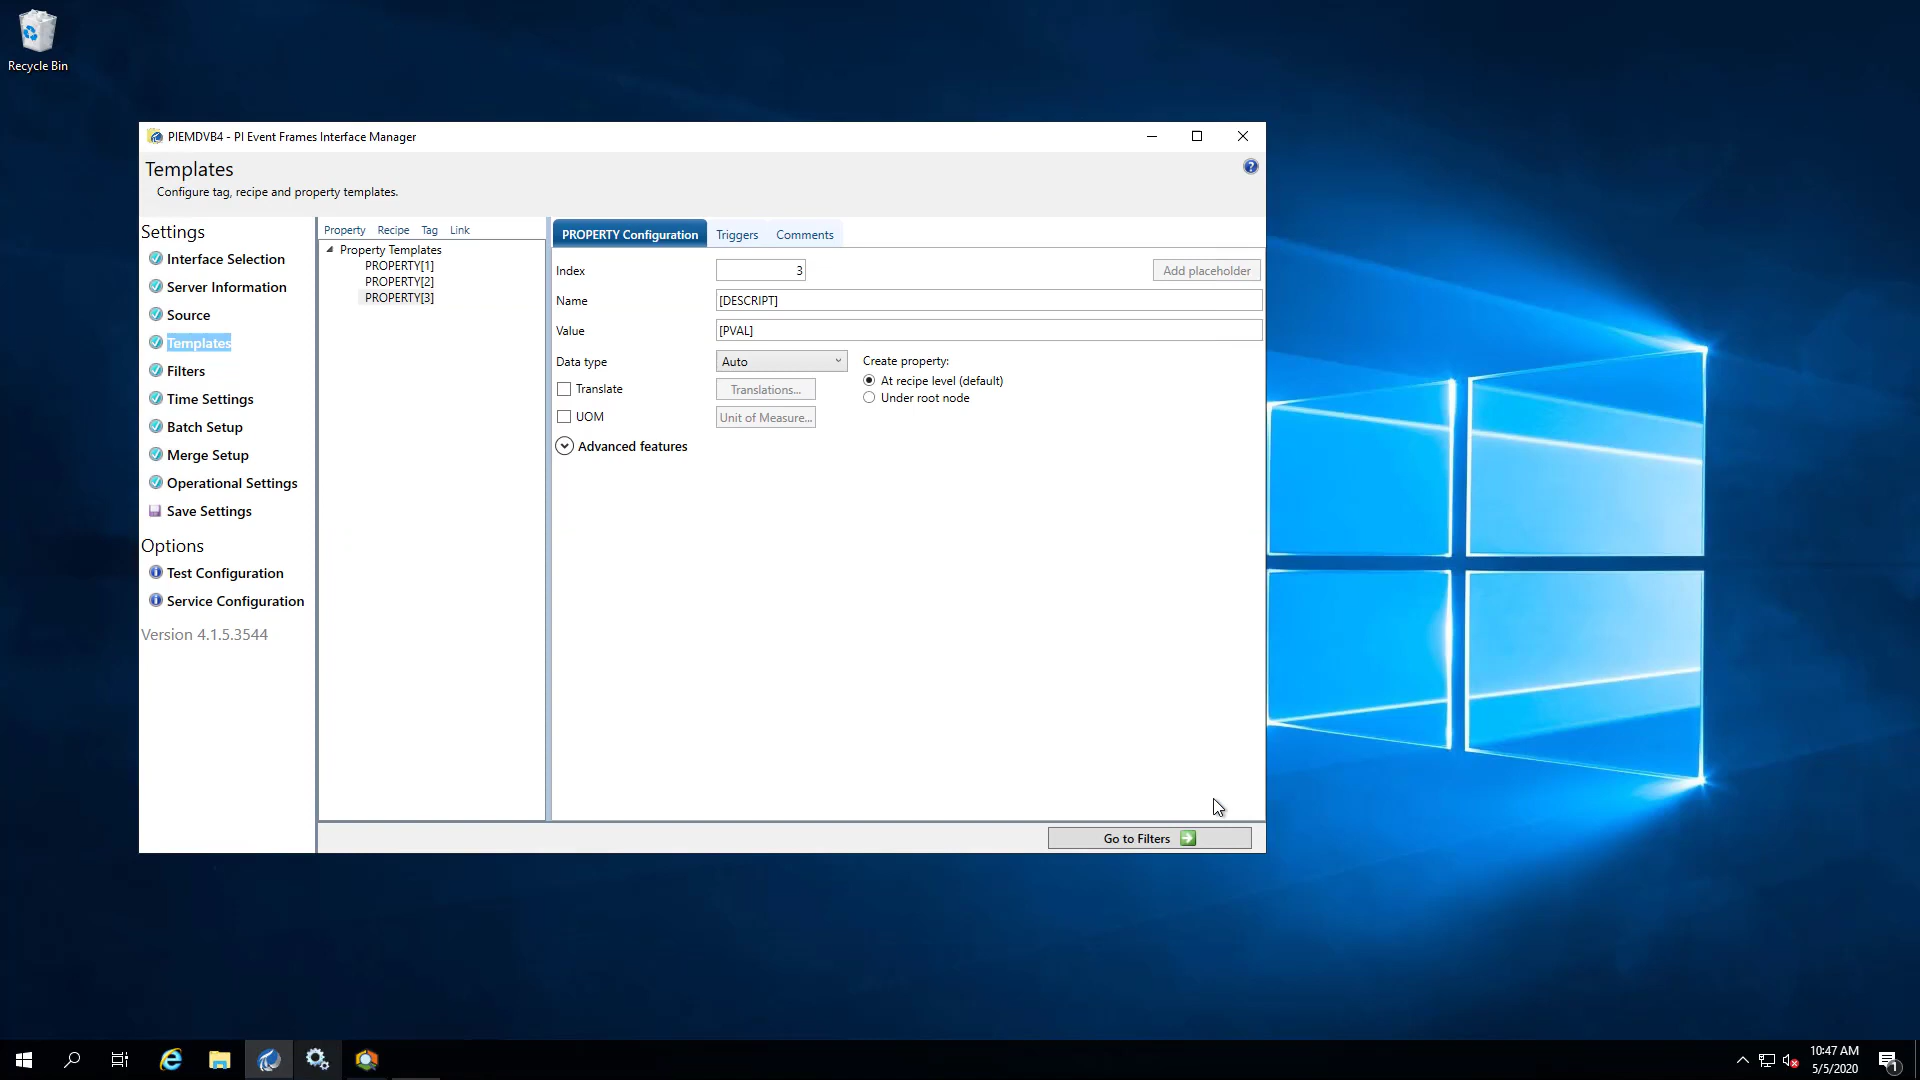 Recycle Bin
PIEMDVB4 - PI Event Frames Interface Manager
Templates
Configure tag, recipe and property templates.
Settings
Interface Selection
Server Information
Source
Templates
Filters
Time Settings
Batch Setup
Merge Setup
Operational Settings
Save Settings
Options
Test Configuration
Service Configuration
Version 4.1.5.3544
Property Recipe Tag Link
Property Templates
PROPERTY[1]
PROPERTY[2]
PROPERTY[3]
PROPERTY Configuration Triggers Comments
Index 3 Add placeholder
Name [DESCRIPT]
Value [PVAL]
Data type Auto Create property:
Translate Translations... At recipe level (default)
Under root node
UOM Unit of Measure...
Advanced features
Go to Filters
10:47 AM
5/5/2020
1